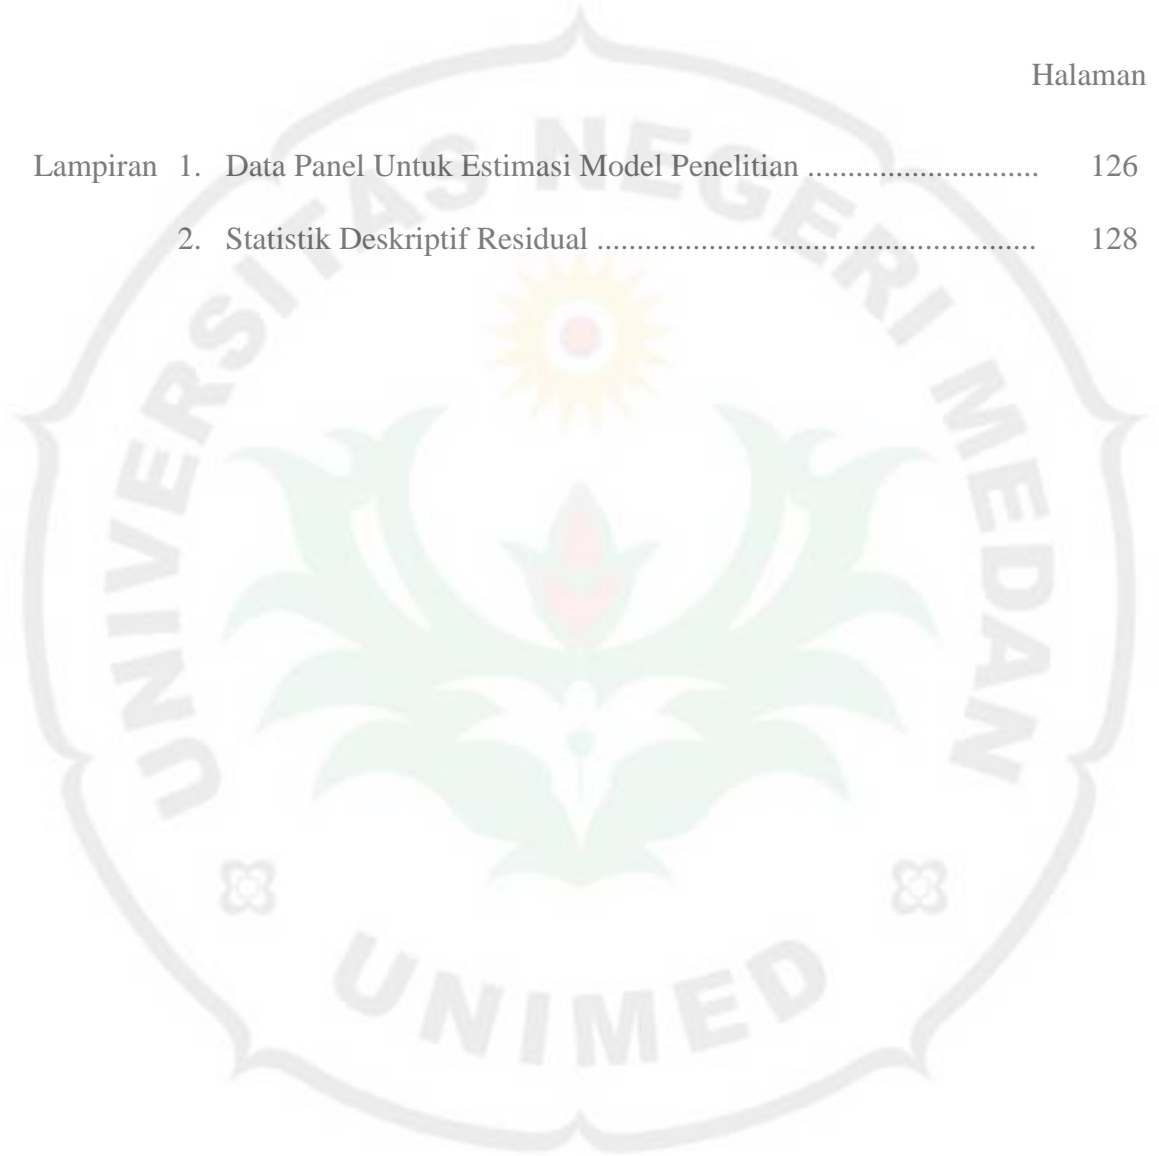 Halaman
Lampiran 1. Data Panel Untuk Estimasi Model Penelitian ............................. 126
2. Statistik Deskriptif Residual ....................................................... 128
UNIVERSITAS NEGERI MEDAN
UNIMED